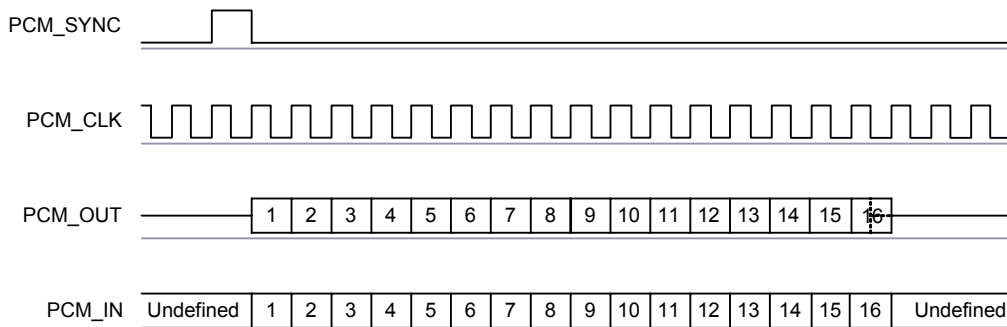 PCM_SYNC
PCM_CLK
PCM_OUT 1 2 3 4 5 6 7 8 9 10 11 12 13 14 15 16
PCM_IN Undefined 1 2 3 4 5 6 7 8 9 10 11 12 13 14 15 16 Undefined